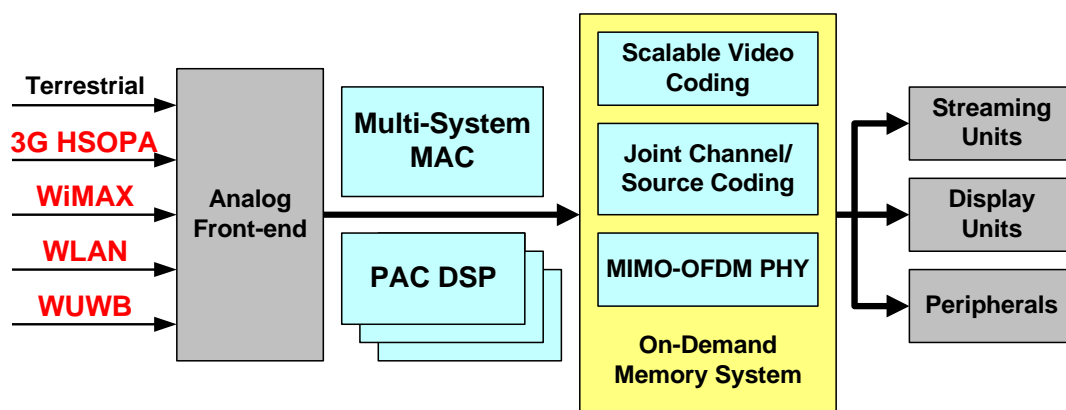 Terrestrial
3G HSOPA
WiMAX
WLAN
WUWB
Analog
Front-end
Multi-System
MAC
PAC DSP
Scalable Video
Coding
Joint Channel/
Source Coding
MIMO-OFDM PHY
On-Demand
Memory System
Streaming
Units
Display
Units
Peripherals